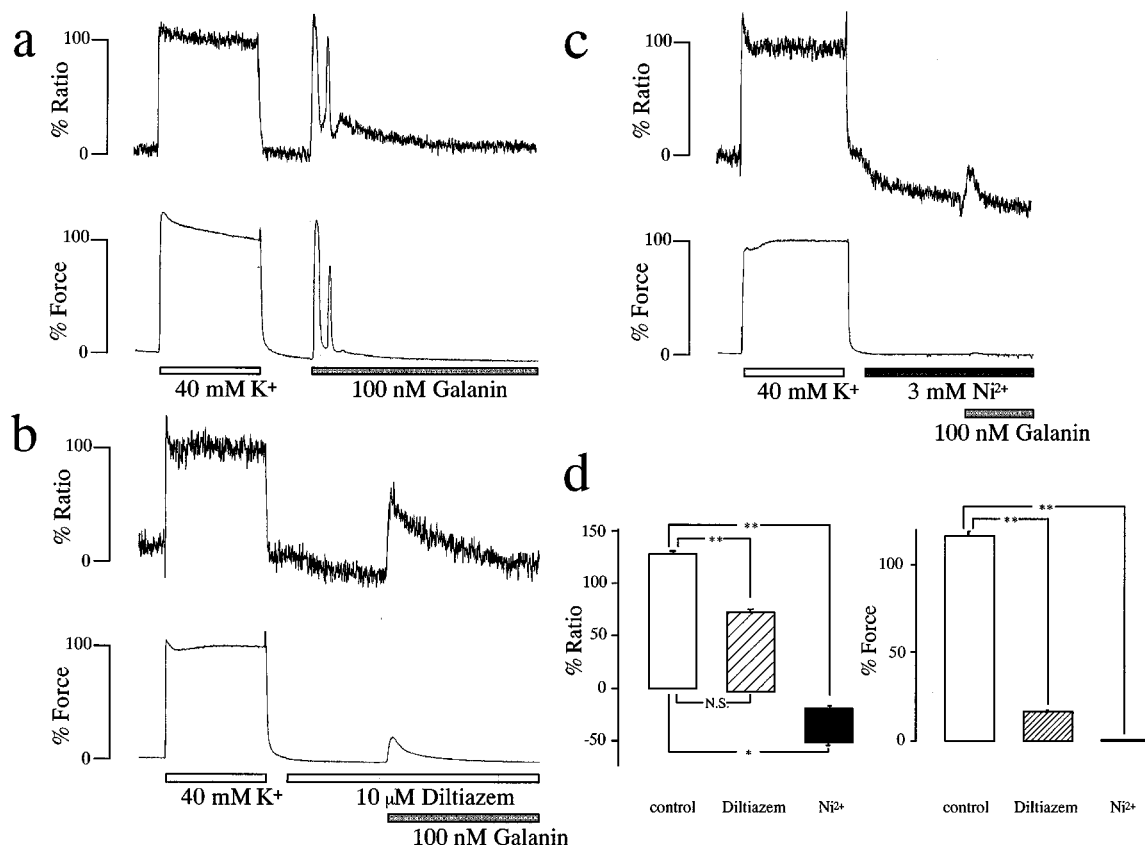 a
100
% Ratio
0
100
% Force
0
40 mM K+
100 nM Galanin
b
100
% Ratio
0
100
% Force
0
40 mM K+
10 μM Diltiazem
100 nM Galanin
c
100
% Ratio
0
100
% Force
0
40 mM K+
3 mM Ni2+
100 nM Galanin
d
150
100
50
0
-50
% Ratio
**
**
N.S.
*
control
Diltiazem
Ni2+
100
50
0
% Force
**
**
control
Diltiazem
Ni2+